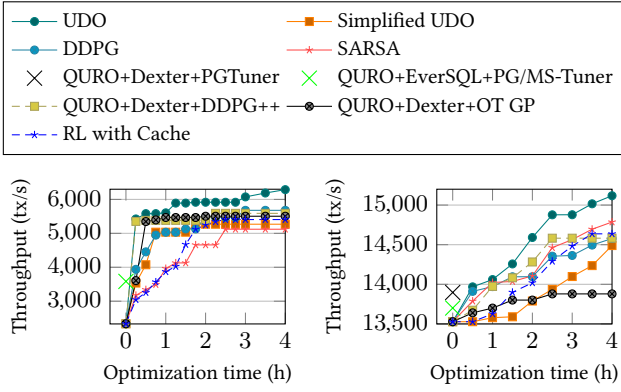 UDO Simplified UDO
DDPG SARSA
QURO+Dexter+PGTuner QURO+EverSQL+PG/MS-Tuner
QURO+Dexter+DDPG++ QURO+Dexter+OT GP
RL with Cache
Throughput (tx/s)
6,000
5,000
4,000
3,000
0 1 2 3 4
Optimization time (h)
Throughput (tx/s)
15,000
14,500
14,000
13,500
0 1 2 3 4
Optimization time (h)